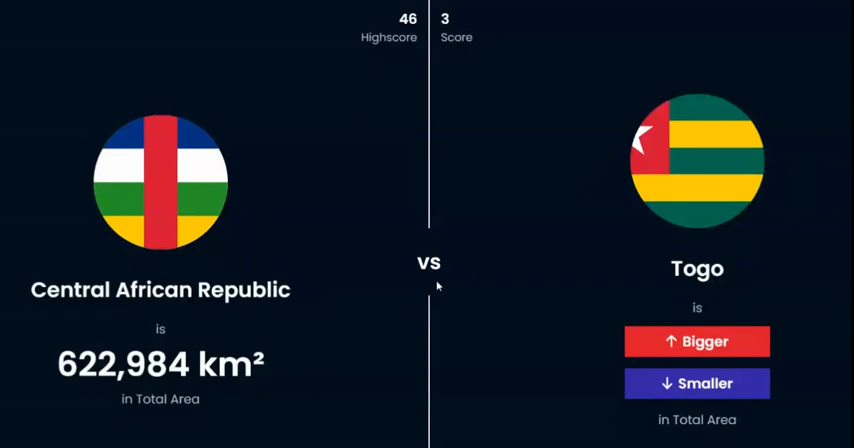 46
Highscore
3
Score
Central African Republic
is
622,984 km²
in Total Area
VS
Togo
is
↑ Bigger
↓ Smaller
in Total Area